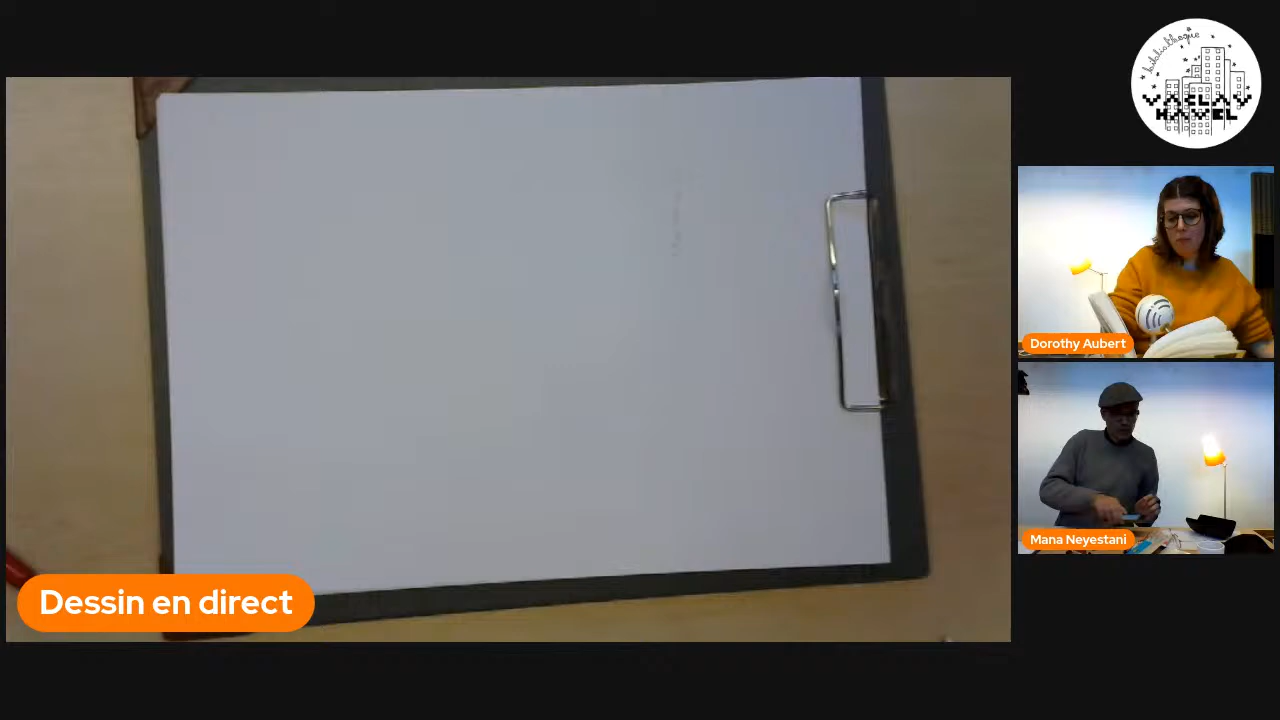 bibliothèque
VACLAV
HAVEL
Dorothy Aubert
Mana Neyestani
Dessin en direct